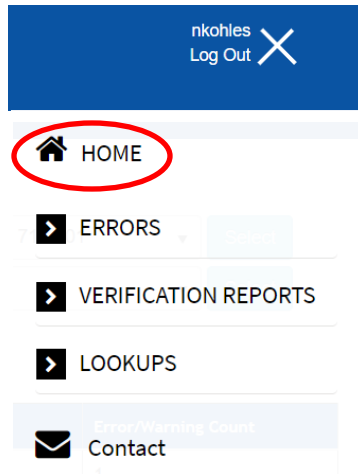 nkohles
Log Out
HOME
ERRORS
VERIFICATION REPORTS
LOOKUPS
Error/Warning Count
Contact